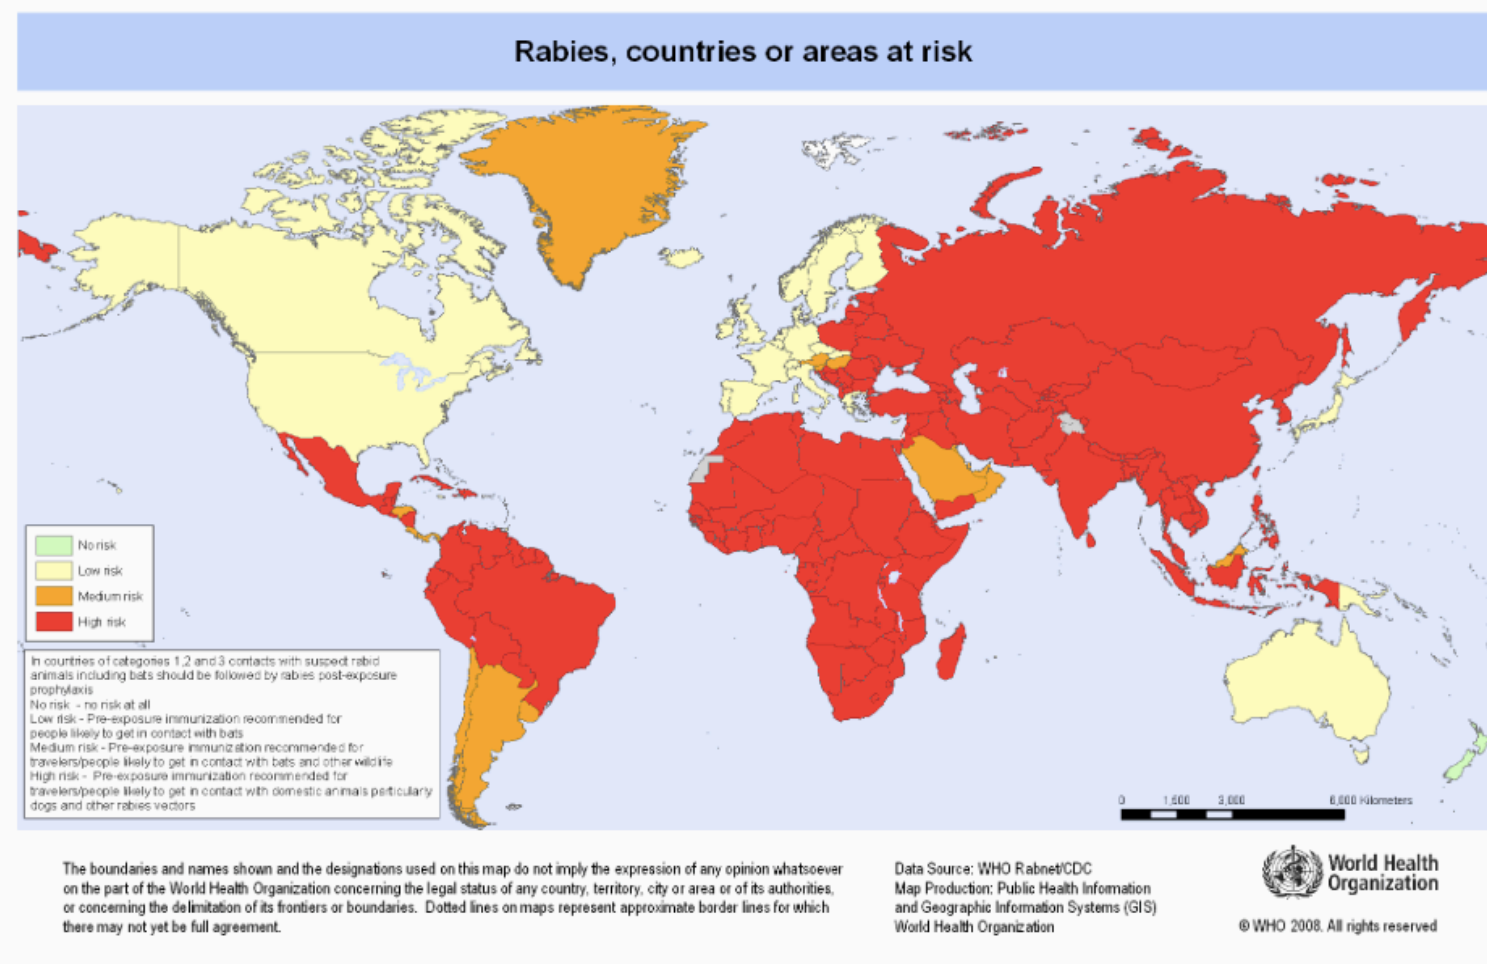 Rabies, countries or areas at risk
No risk
Low risk
Medium risk
High risk
In countries of categories 1,2 and 3 contacts with suspect rabid
animals including bats should be followed by rabies post-exposure
prophylaxis
No risk - no risk at all
Low risk - Pre-exposure immunization recommended for
people likely to get in contact with bats
Medium risk - Pre-exposure immunization recommended for
travelers/people likely to get in contact with bats and other wildlife
High risk - Pre-exposure immunization recommended for
travelers/people likely to get in contact with domestic animals particularly
dogs and other rabies vectors
0 1,500 3,000 6,000 Kilometers
The boundaries and names shown and the designations used on this map do not imply the expression of any opinion whatsoever
on the part of the World Health Organization concerning the legal status of any country, territory, city or area or of its authorities,
or concerning the delimitation of its frontiers or boundaries. Dotted lines on maps represent approximate border lines for which
there may not yet be full agreement.
Data Source: WHO Rabnet/CDC
Map Production: Public Health Information
and Geographic Information Systems (GIS)
World Health Organization
World Health
Organization
© WHO 2008. All rights reserved